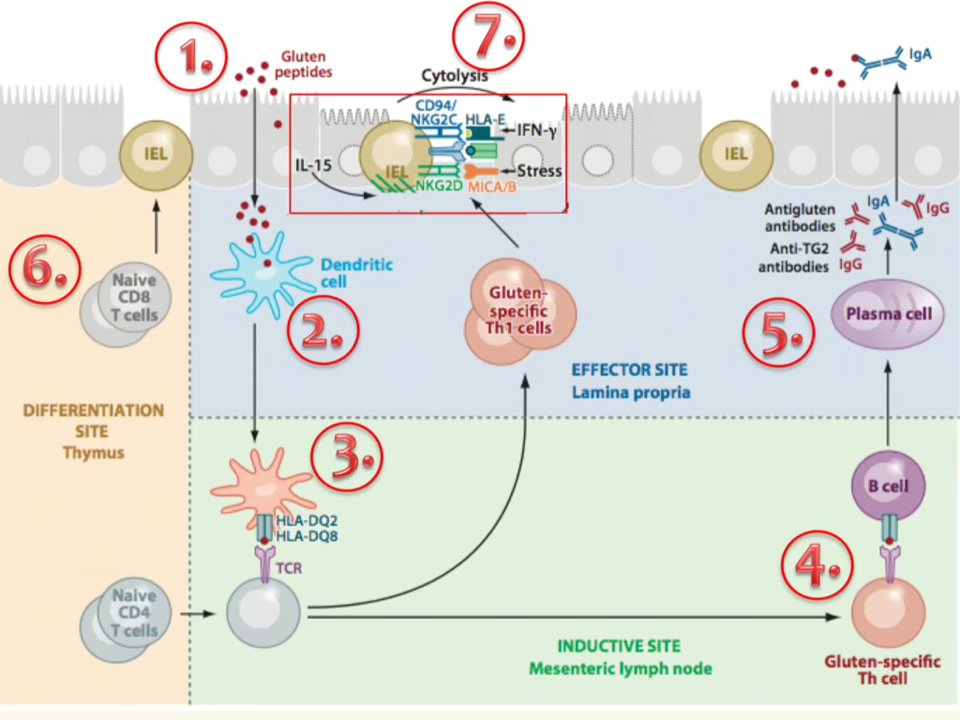 1.
Gluten
peptides
7.
Cytolysis
CD94/
NKG2C
HLA-E
IFN-γ
IL-15
IEL
NKG2D
MICA/B
Stress
IEL
IEL
IgA
6.
Naive
CD8
T cells
Dendritic
cell
2.
Gluten-
specific
Th1 cells
EFFECTOR SITE
Lamina propria
Antigluten
antibodies
Anti-TG2
antibodies
IgA
IgG
IgG
5.
Plasma cell
DIFFERENTIATION
SITE
Thymus
3.
HLA-DQ2
HLA-DQ8
TCR
Naive
CD4
T cells
INDUCTIVE SITE
Mesenteric lymph node
B cell
4.
Gluten-specific
Th cell